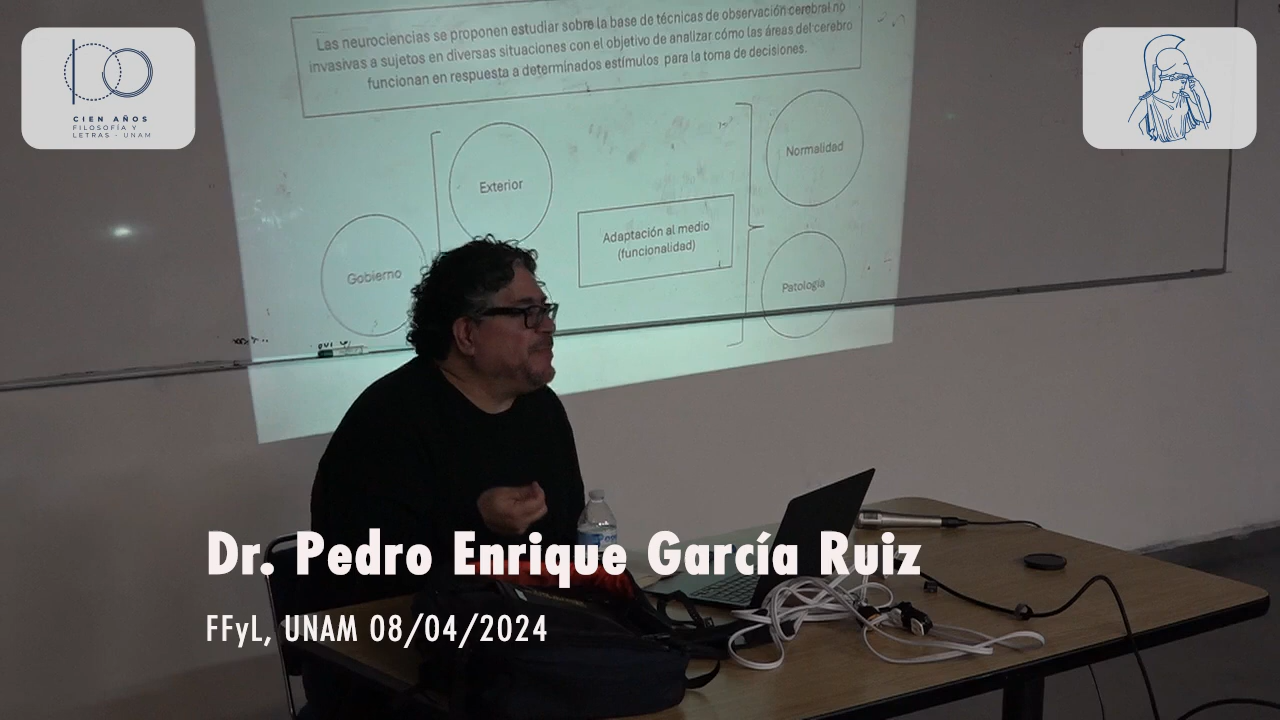 CIEN AÑOS
FILOSOFÍA Y
LETRAS - UNAM
Las neurociencias se proponen estudiar sobre la base de técnicas de observación cerebral no
invasivas a sujetos en diversas situaciones con el objetivo de analizar cómo las áreas del cerebro
funcionan en respuesta a determinados estímulos para la toma de decisiones.
Exterior
Gobierno
Adaptación al medio
(funcionalidad)
Normalidad
Patología
Dr. Pedro Enrique García Ruiz
FFyL, UNAM 08/04/2024